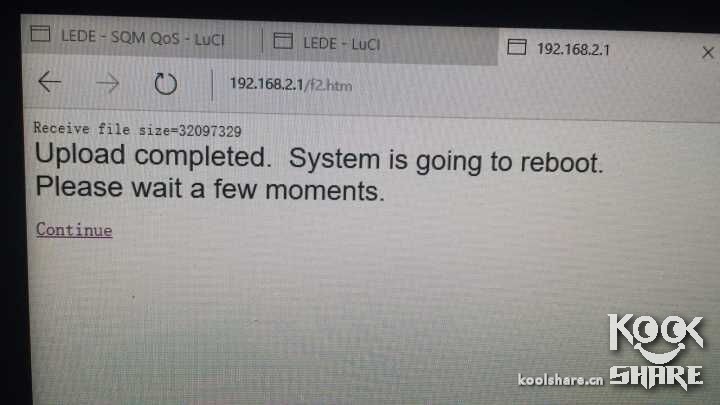 LEDE - SQM QoS - LuCI
LEDE - LuCI
192.168.2.1
192.168.2.1/f2.htm
Receive file size=32097329
Upload completed.  System is going to reboot.
Please wait a few moments.
Continue
KOOL
koolshare.cn SHARE